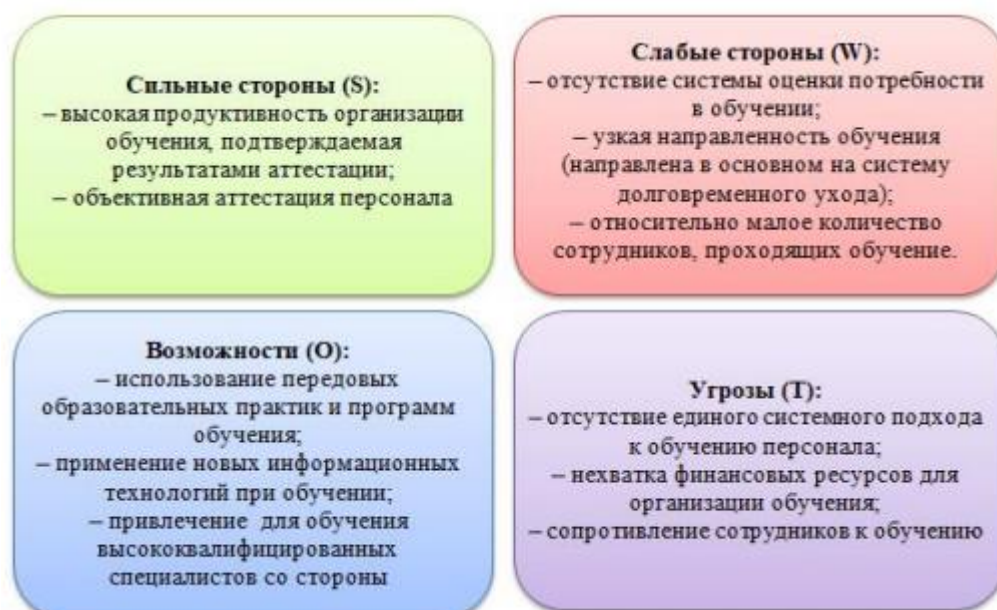 Сильные стороны (S):
– высокая продуктивность организации
обучения, подтверждаемая
результатами аттестации;
– объективная аттестация персонала
Слабые стороны (W):
– отсутствие системы оценки потребности
в обучении;
– узкая направленность обучения
(направлена в основном на систему
долговременного ухода);
– относительно малое количество
сотрудников, проходящих обучение.
Возможности (O):
– использование передовых
образовательных практик и программ
обучения;
– применение новых информационных
технологий при обучении;
– привлечение для обучения
высококвалифицированных
специалистов со стороны
Угрозы (T):
– отсутствие единого системного подхода
к обучению персонала;
– нехватка финансовых ресурсов для
организации обучения;
– сопротивление сотрудников к обучению